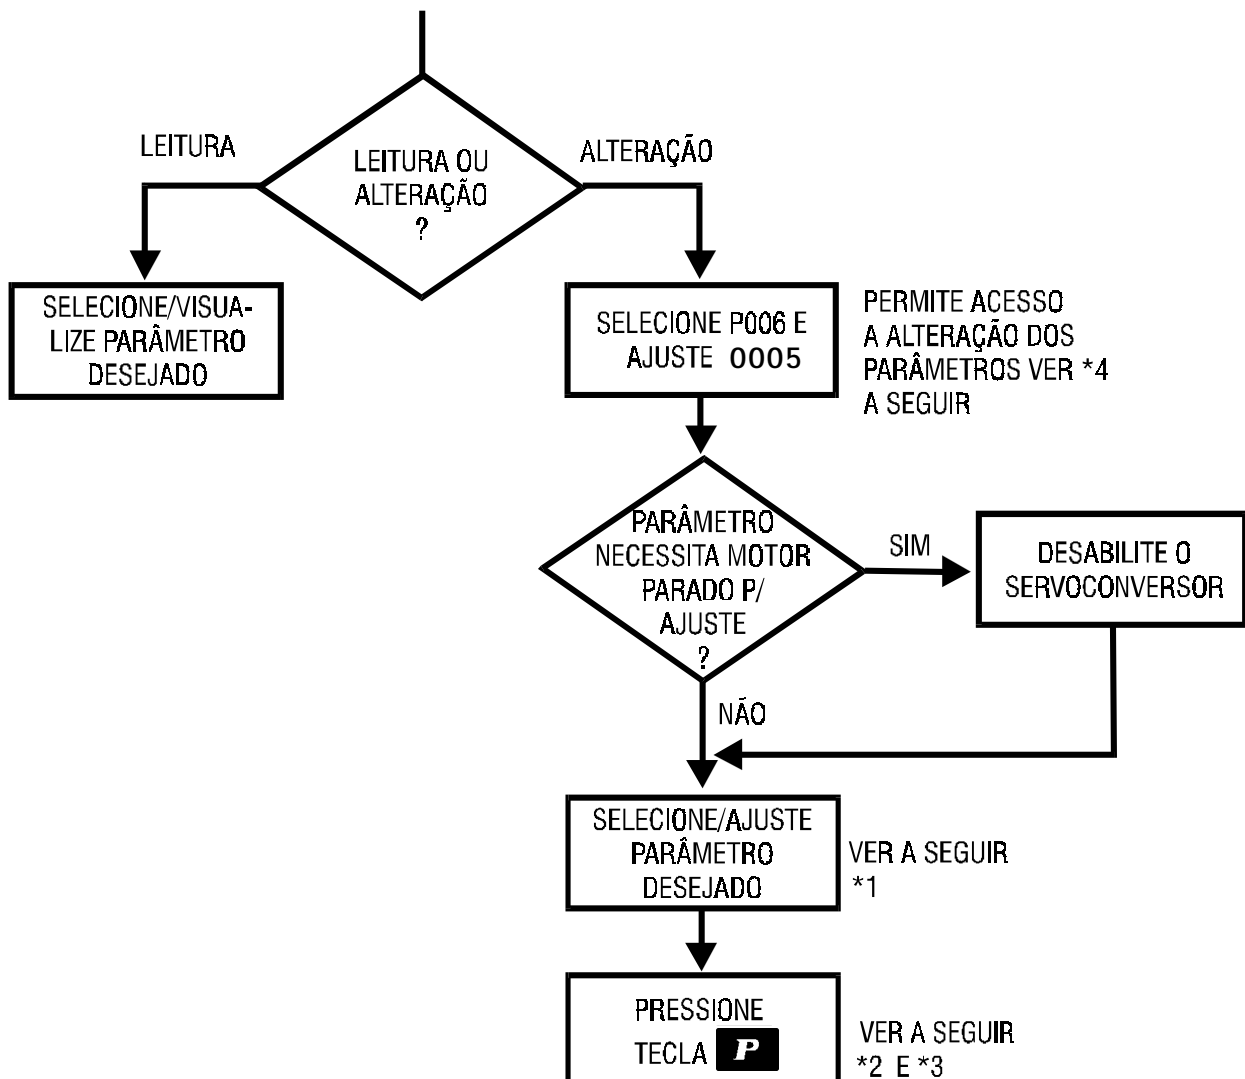 LEITURA
LEITURA OU
ALTERAÇÃO
?
ALTERAÇÃO
SELECIONE/VISUA-
LIZE PARÂMETRO
DESEJADO
SELECIONE P006 E
AJUSTE 0005
PERMITE ACESSO
A ALTERAÇÃO DOS
PARÂMETROS VER *4
A SEGUIR
PARÂMETRO
NECESSITA MOTOR
PARADO P/
AJUSTE
?
SIM
DESABILITE O
SERVOCONVERSOR
NÃO
SELECIONE/AJUSTE
PARÂMETRO
DESEJADO
VER A SEGUIR
*1
PRESSIONE
TECLA P
VER A SEGUIR
*2 E *3